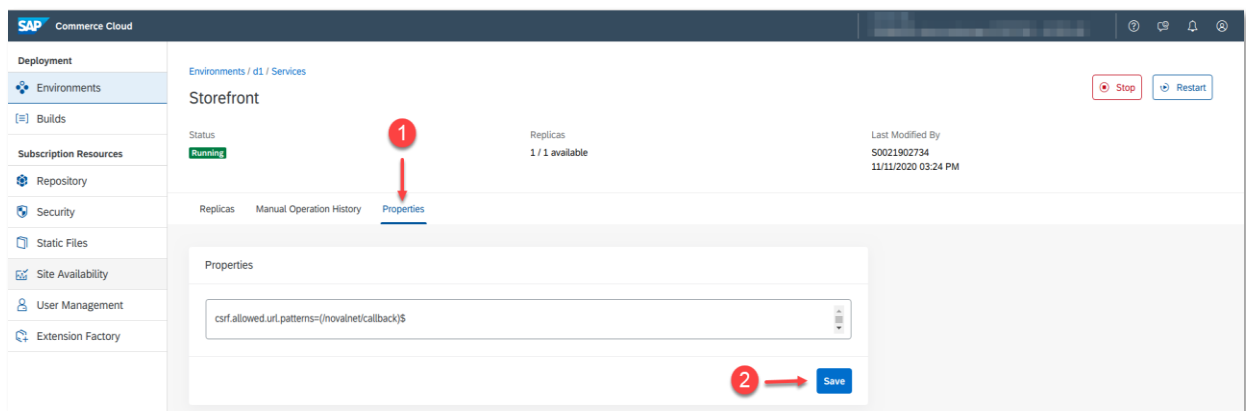 SAP Commerce Cloud
Deployment
Environments
Builds
Subscription Resources
Repository
Security
Static Files
Site Availability
User Management
Extension Factory
Environments / d1 / Services
Storefront
Stop
Restart
Status
Running
Replicas
1 / 1 available
Last Modified By
S0021902734
11/11/2020 03:24 PM
1
Replicas Manual Operation History Properties
Properties
csrf.allowed.url.patterns=(/novalnet/callback)$
2
Save